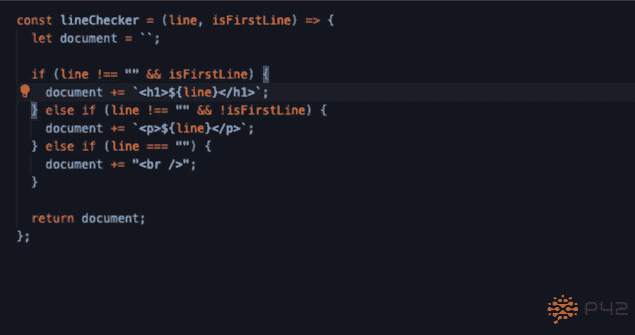 const lineChecker = (line, isFirstLine) => {
  let document = ``;

  if (line !== "" && isFirstLine) {
    document += `<h1>${line}</h1>`;
  } else if (line !== "" && !isFirstLine) {
    document += `<p>${line}</p>`;
  } else if (line === "") {
    document += "<br />";
  }

  return document;
};
P42